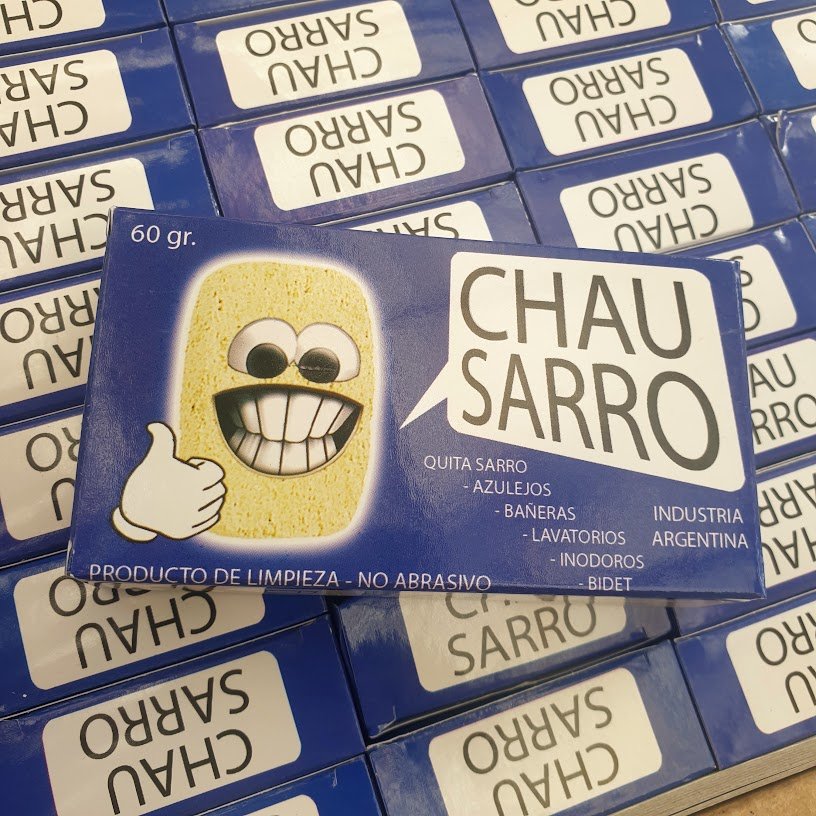 60 gr.
CHAU
SARRO
QUITA SARRO
- AZULEJOS
- BAÑERAS
- LAVATORIOS
- INODOROS
- BIDET
INDUSTRIA
ARGENTINA
PRODUCTO DE LIMPIEZA - NO ABRASIVO
CHAU
SARRO
CHAU
SARRO
CHAU
SARRO
CHAU
SARRO
CHAU
SARRO
CHAU
SARRO
CHAU
SARRO
CHAU
SARRO